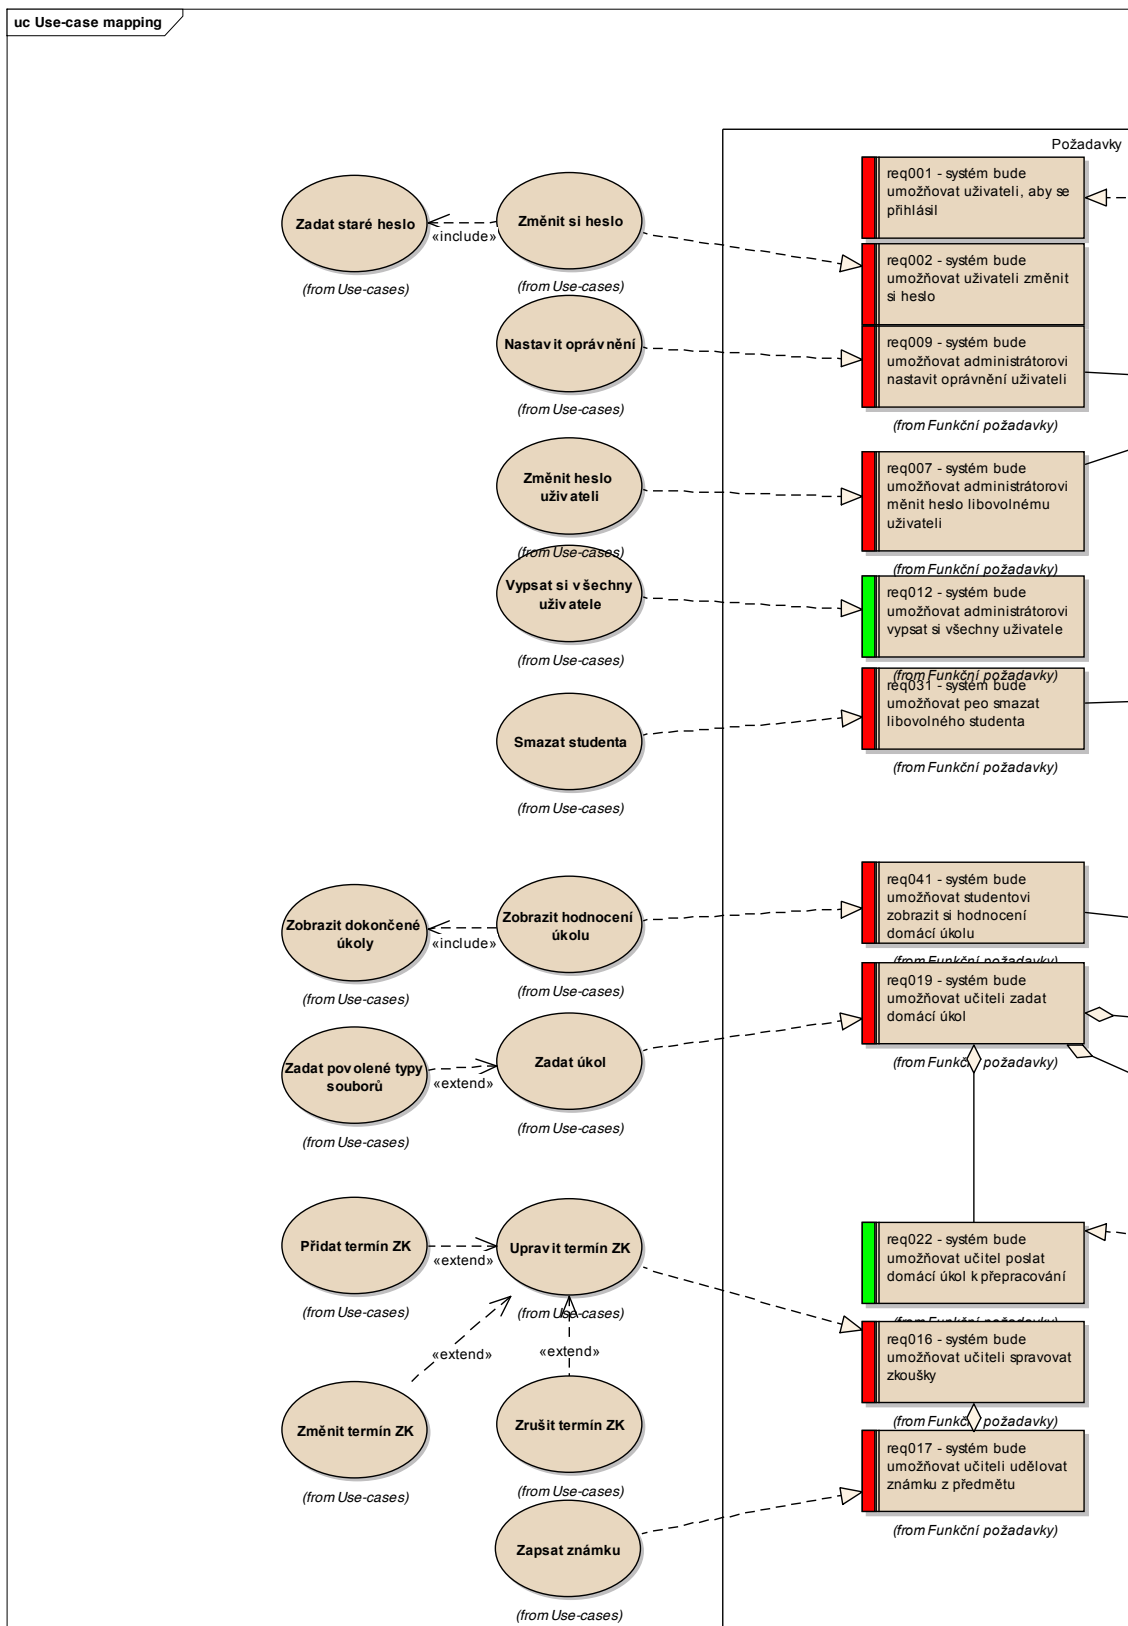 uc Use-case mapping
Požadavky
req001 - systém bude
umožňovat uživateli, aby se
přihlásil
Zadat staré heslo
«include»
Změnit si heslo
(from Use-cases)
(from Use-cases)
req002 - systém bude
umožňovat uživateli změnit
si heslo
Nastavit oprávnění
(from Use-cases)
req009 - systém bude
umožňovat administrátorovi
nastavit oprávnění uživateli
(from Funkční požadavky)
Změnit heslo
uživateli
(from Use-cases)
req007 - systém bude
umožňovat administrátorovi
měnit heslo libovolnému
uživateli
(from Funkční požadavky)
Vypsat si všechny
uživatele
(from Use-cases)
req012 - systém bude
umožňovat administrátorovi
vypsat si všechny uživatele
(from Funkční požadavky)
req031 - systém bude
umožňovat peo smazat
libovolného studenta
(from Funkční požadavky)
Smazat studenta
(from Use-cases)
Zobrazit dokončené
úkoly
(from Use-cases)
«include»
Zobrazit hodnocení
úkolu
(from Use-cases)
req041 - systém bude
umožňovat studentovi
zobrazit si hodnocení
domácí úkolu
(from Funkční požadavky)
req019 - systém bude
umožňovat učiteli zadat
domácí úkol
(from Funkční požadavky)
Zadat povolené typy
souborů
(from Use-cases)
«extend»
Zadat úkol
(from Use-cases)
Přidat termín ZK
(from Use-cases)
«extend»
Upravit termín ZK
(from Use-cases)
req022 - systém bude
umožňovat učitel poslat
domácí úkol k přepracování
(from Funkční požadavky)
«extend»
«extend»
req016 - systém bude
umožňovat učiteli spravovat
zkoušky
(from Funkční požadavky)
Změnit termín ZK
(from Use-cases)
Zrušit termín ZK
(from Use-cases)
req017 - systém bude
umožňovat učiteli udělovat
známku z předmětu
(from Funkční požadavky)
Zapsat známku
(from Use-cases)